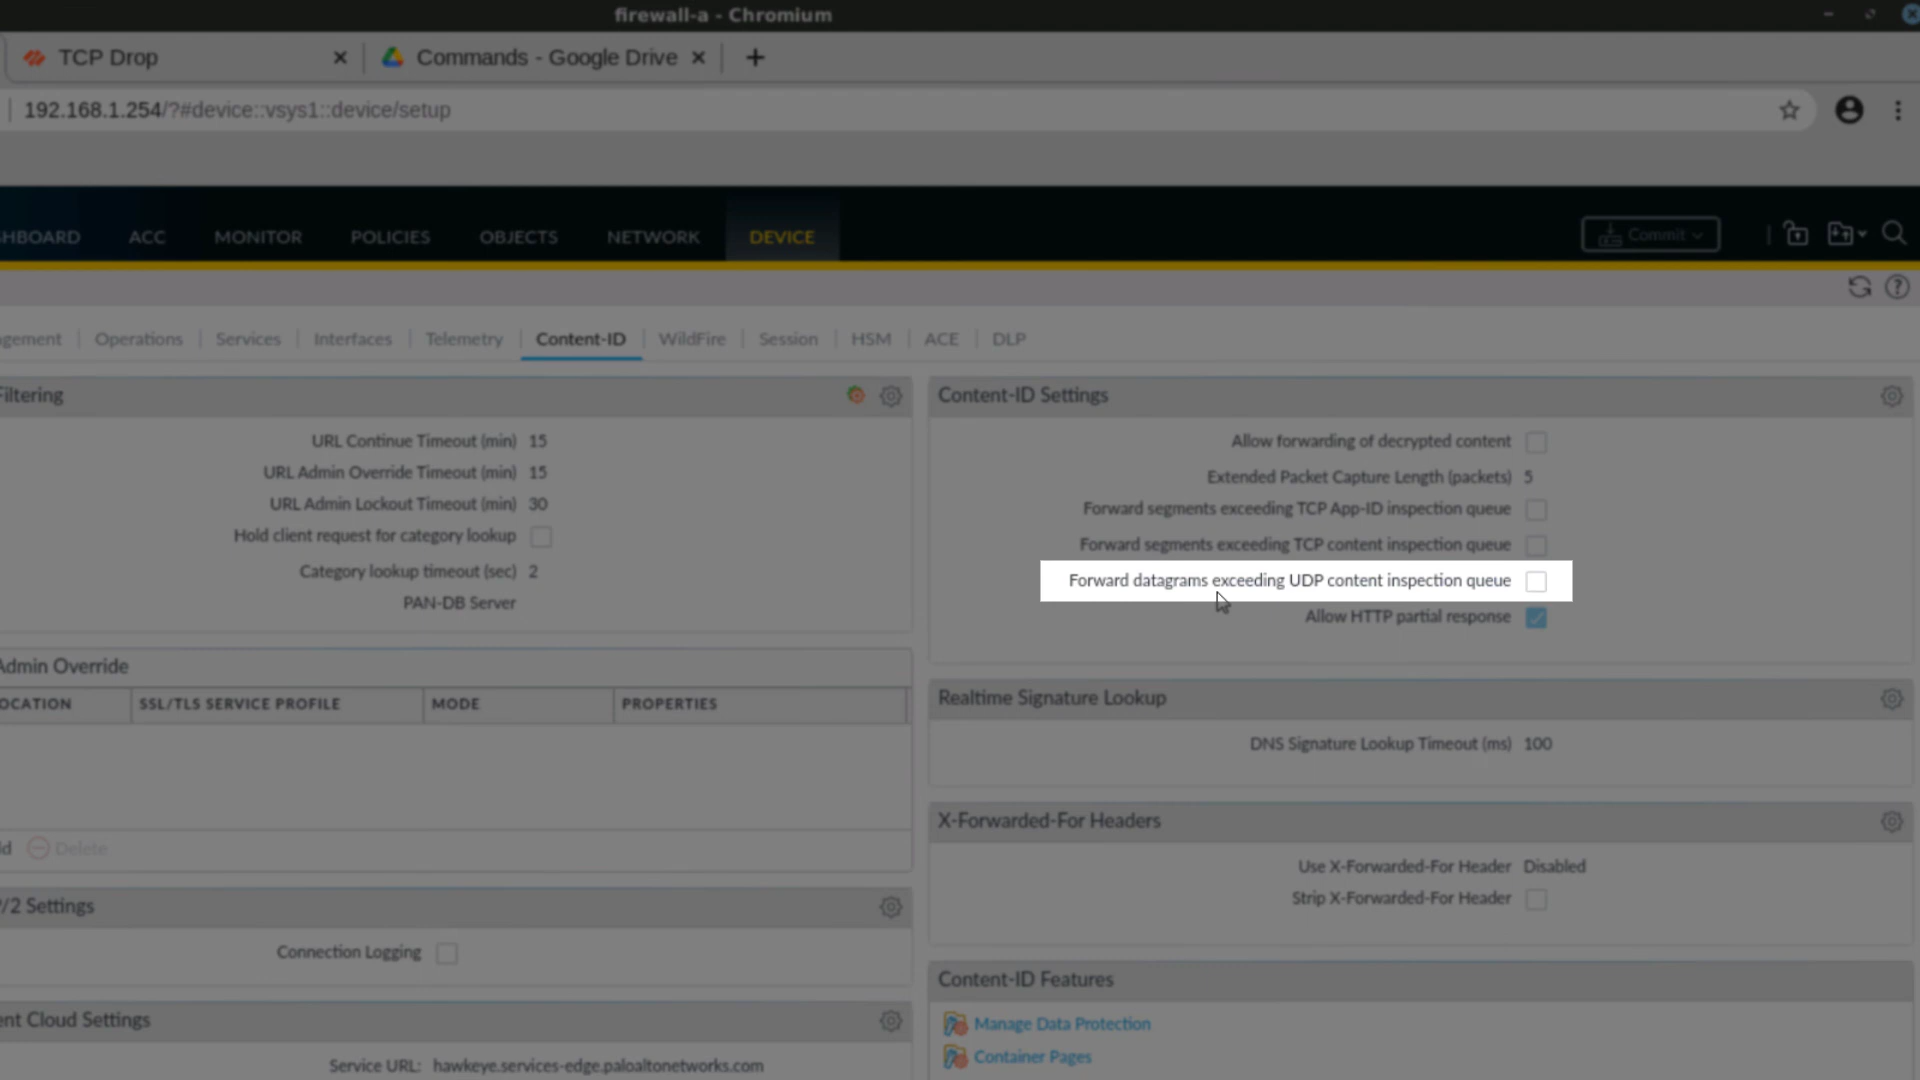 firewall-a - Chromium
TCP Drop
Commands - Google Drive
192.168.1.254/?#device::vsys1::device/setup
HBOARD
ACC
MONITOR
POLICIES
OBJECTS
NETWORK
DEVICE
Commit
gement
Operations
Services
Interfaces
Telemetry
Content-ID
WildFire
Session
HSM
ACE
DLP
Filtering
URL Continue Timeout (min) 15
URL Admin Override Timeout (min) 15
URL Admin Lockout Timeout (min) 30
Hold client request for category lookup
Category lookup timeout (sec) 2
PAN-DB Server
Admin Override
OCATION
SSL/TLS SERVICE PROFILE
MODE
PROPERTIES
d
Delete
/2 Settings
Connection Logging
ent Cloud Settings
Service URL: hawkeye.services-edge.paloaltonetworks.com
Content-ID Settings
Allow forwarding of decrypted content
Extended Packet Capture Length (packets) 5
Forward segments exceeding TCP App-ID inspection queue
Forward segments exceeding TCP content inspection queue
Forward datagrams exceeding UDP content inspection queue
Allow HTTP partial response
Realtime Signature Lookup
DNS Signature Lookup Timeout (ms) 100
X-Forwarded-For Headers
Use X-Forwarded-For Header Disabled
Strip X-Forwarded-For Header
Content-ID Features
Manage Data Protection
Container Pages